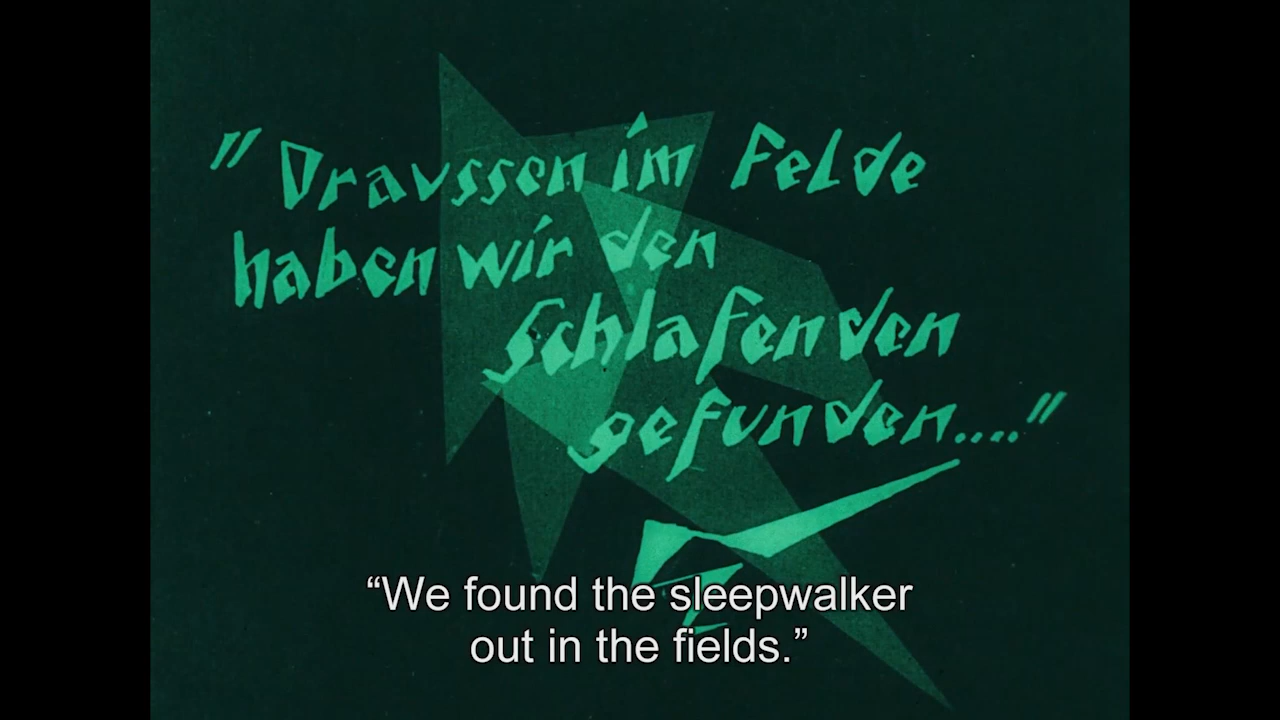 "Draussen im Felde
haben wir den
schlafenden
gefunden...."
“We found the sleepwalker
out in the fields.”